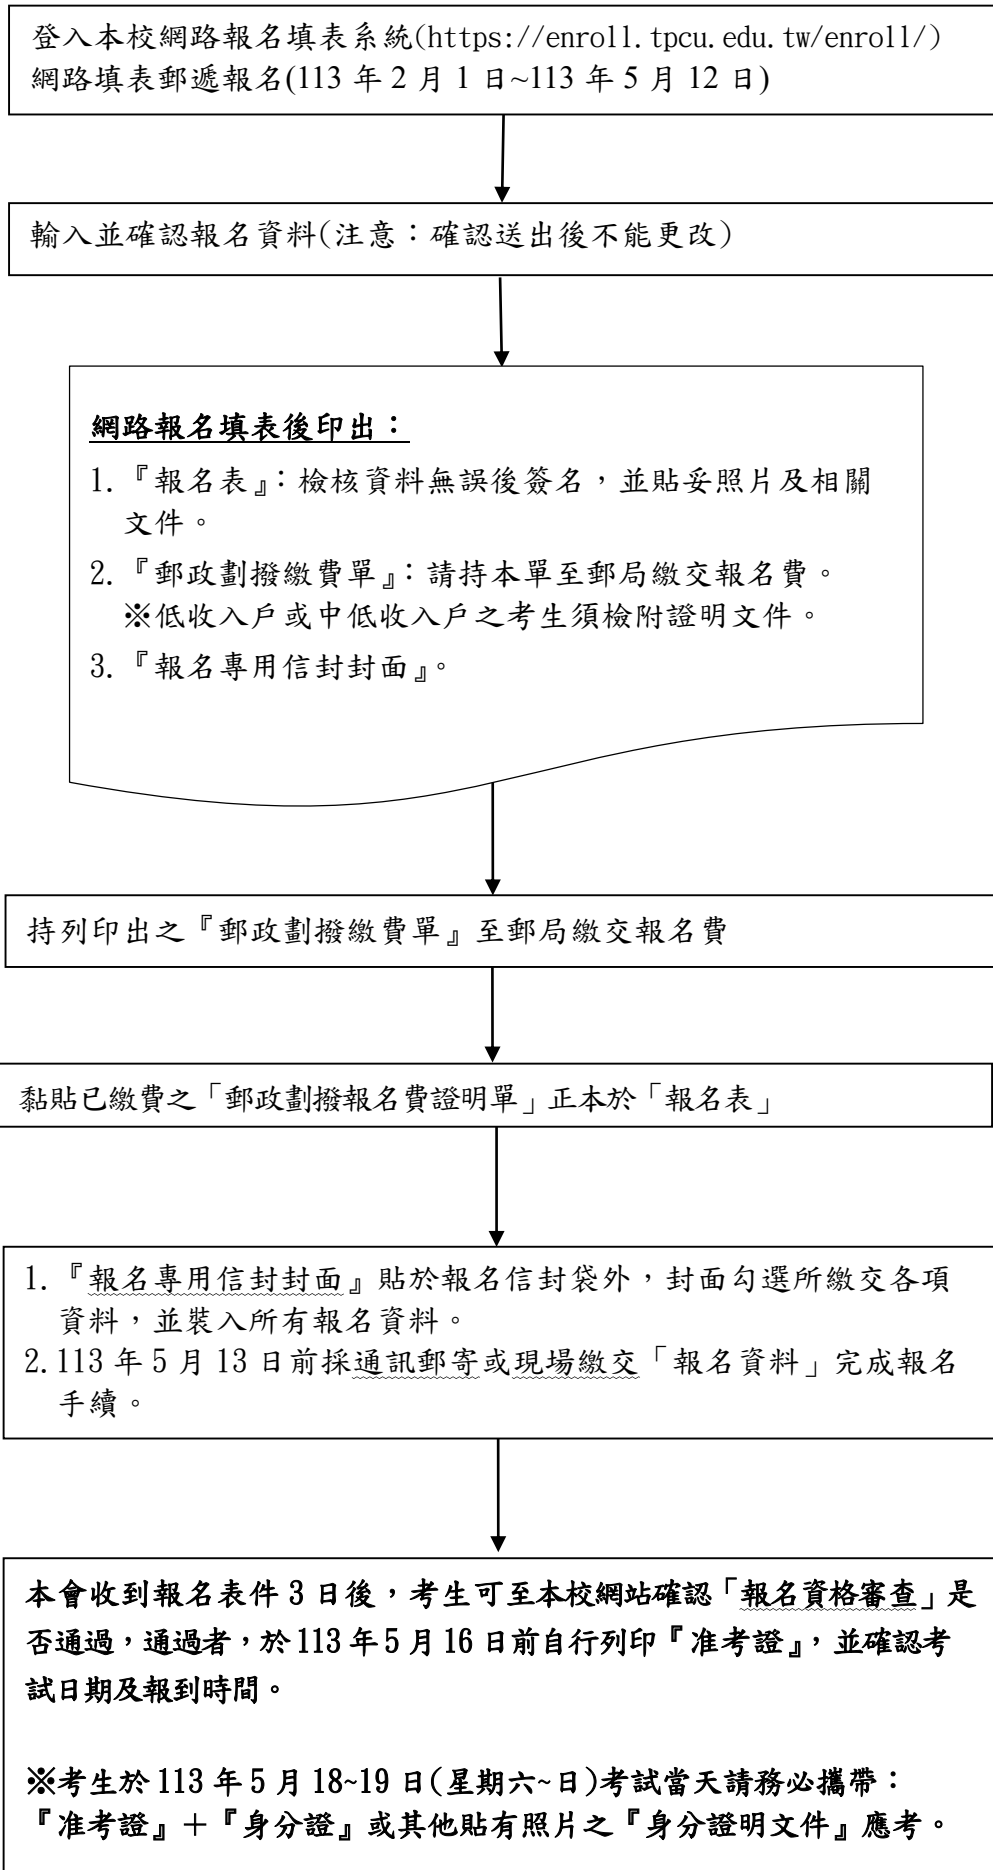 登入本校網路報名填表系統(https://enroll.tpcu.edu.tw/enroll/)
網路填表郵遞報名(113 年 2 月 1 日~113 年 5 月 12 日)
輸入並確認報名資料(注意：確認送出後不能更改)
網路報名填表後印出：
1.『報名表』：檢核資料無誤後簽名，並貼妥照片及相關
文件。
2.『郵政劃撥繳費單』：請持本單至郵局繳交報名費。
※低收入戶或中低收入戶之考生須檢附證明文件。
3.『報名專用信封封面』。
持列印出之『郵政劃撥繳費單』至郵局繳交報名費
黏貼已繳費之「郵政劃撥報名費證明單」正本於「報名表」
1.『報名專用信封封面』貼於報名信封袋外，封面勾選所繳交各項
資料，並裝入所有報名資料。
2.113 年 5 月 13 日前採通訊郵寄或現場繳交「報名資料」完成報名
手續。
本會收到報名表件 3 日後，考生可至本校網站確認「報名資格審查」是
否通過，通過者，於 113 年 5 月 16 日前自行列印『准考證』，並確認考
試日期及報到時間。
※考生於 113 年 5 月 18~19 日(星期六~日)考試當天請務必攜帶：
『准考證』＋『身分證』或其他貼有照片之『身分證明文件』應考。